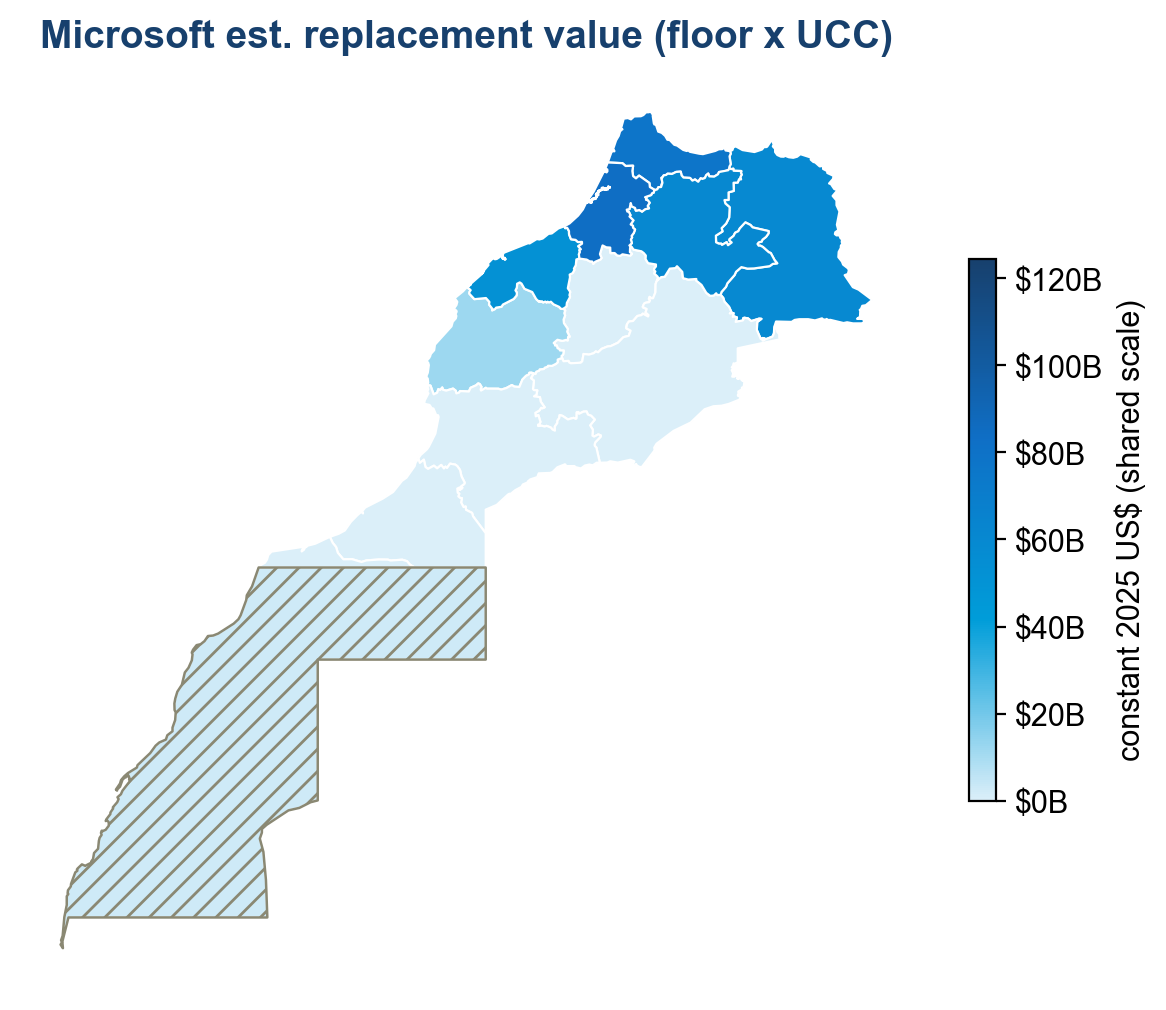 Microsoft est. replacement value (floor x UCC)
$120B
$100B
$80B
$60B
$40B
$20B
$0B
constant 2025 US$ (shared scale)